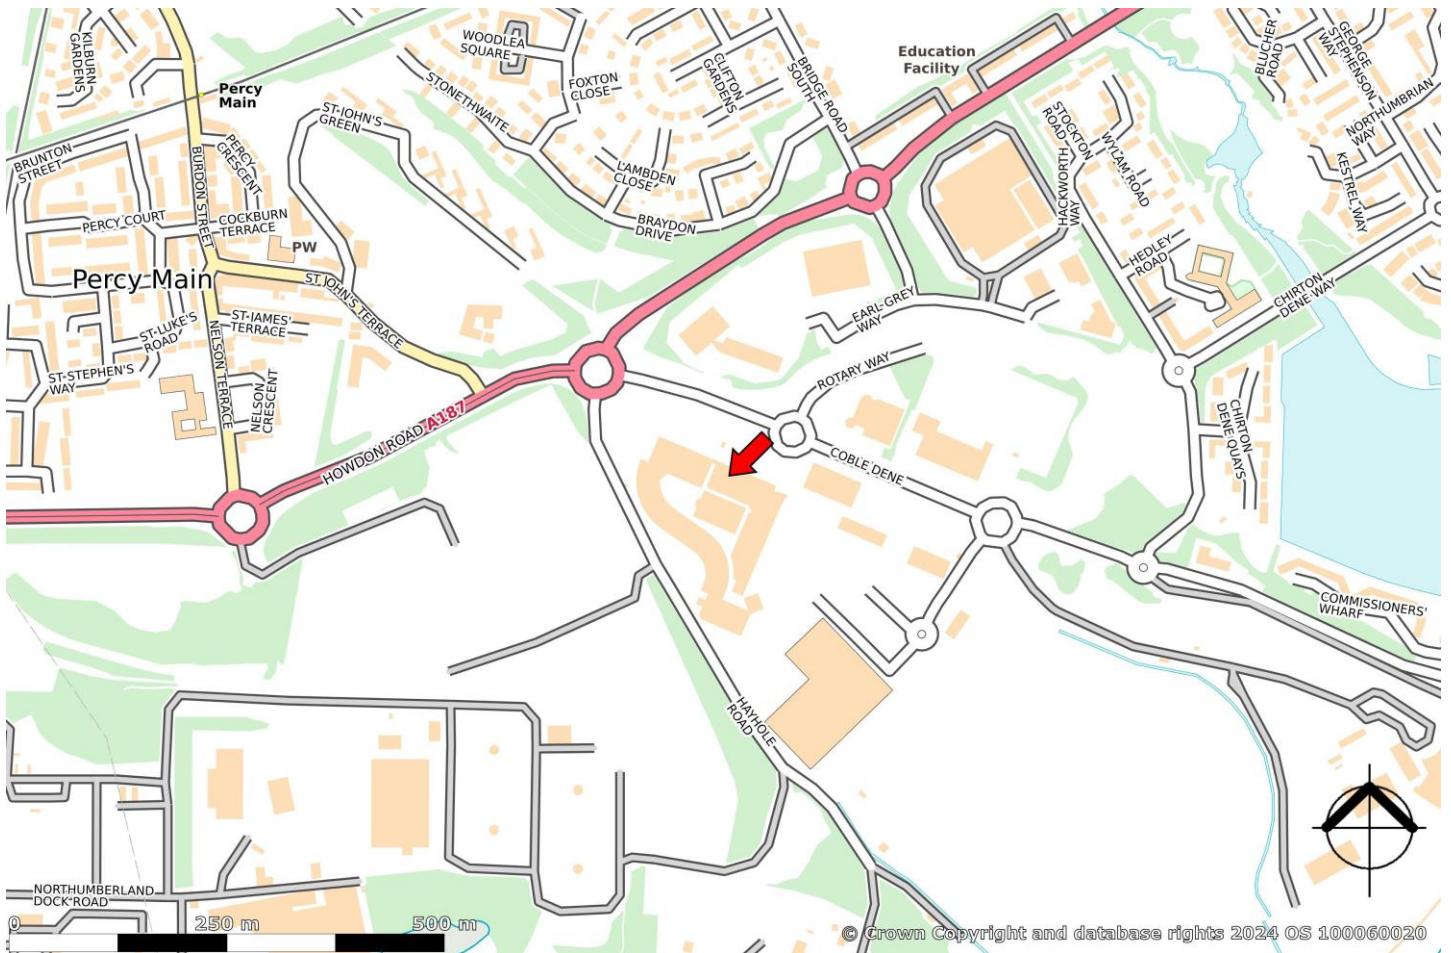 KILBURN
GARDENS
WOODLEA
SQUARE
FOXTON
CLOSE
CLIFTON
GARDENS
BRIDGE ROAD
SOUTH
Education
Facility
BLUCHER
ROAD
GEORGE
STEPHENSON
WAY
NORTHUMBRIAN
WAY
KESTREL WAY
Percy
Main
STONETHWAITE
ST-JOHN'S
GREEN
STOCKTON
ROAD
WYLAM ROAD
HACKWORTH
WAY
BRUNTON
STREET
PERCY
CRESCENT
BURDON STREET
LAMBDEN
CLOSE
BRAYDON
DRIVE
PERCY COURT
COCKBURN
TERRACE
PW
HEDLEY
ROAD
CHIRTON
DENE WAY
Percy Main
ST JOHN'S TERRACE
EARL-GREY
WAY
ST-LUKE'S
ROAD
ST-JAMES'
TERRACE
NELSON TERRACE
ST-STEPHEN'S
WAY
NELSON
CRESCENT
ROTARY WAY
CHIRTON
DENE QUAYS
HOWDON ROAD A187
COBLE DENE
COMMISSIONERS'
WHARF
HAYHOLE
ROAD
NORTHUMBERLAND
DOCK ROAD
0 250 m 500 m
© Crown Copyright and database rights 2024 OS 100060020